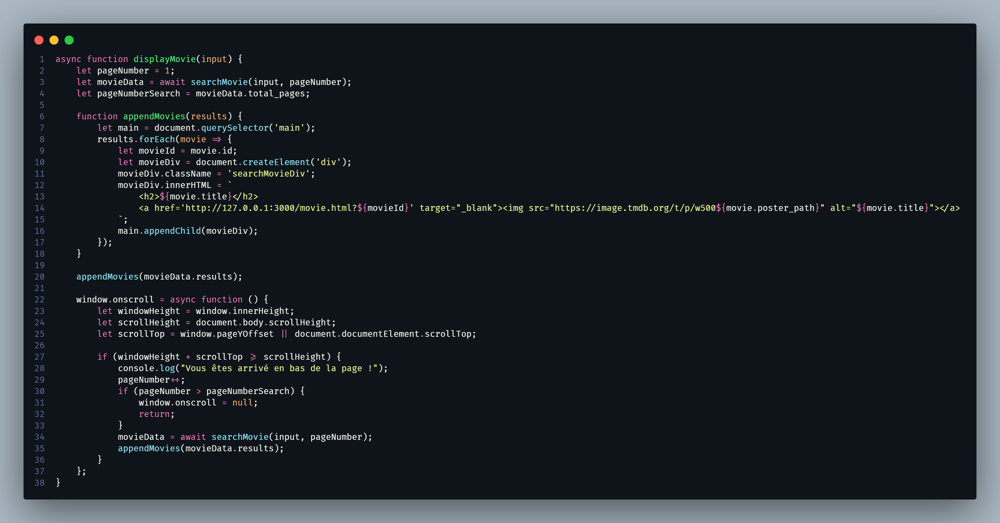 1 async function displayMovie(input) {
2     let pageNumber = 1;
3     let movieData = await searchMovie(input, pageNumber);
4     let pageNumberSearch = movieData.total_pages;
5
6     function appendMovies(results) {
7         let main = document.querySelector('main');
8         results.forEach(movie => {
9             let movieId = movie.id;
10             let movieDiv = document.createElement('div');
11             movieDiv.className = 'searchMovieDiv';
12             movieDiv.innerHTML = `
13                 <h2>${movie.title}</h2>
14                 <a href='http://127.0.0.1:3000/movie.html?${movieId}' target="_blank"><img src="https://image.tmdb.org/t/p/w500${movie.poster_path}" alt="${movie.title}"></a>
15             `;
16             main.appendChild(movieDiv);
17         });
18     }
19
20     appendMovies(movieData.results);
21
22     window.onscroll = async function () {
23         let windowHeight = window.innerHeight;
24         let scrollHeight = document.body.scrollHeight;
25         let scrollTop = window.pageYOffset || document.documentElement.scrollTop;
26
27         if (windowHeight + scrollTop >= scrollHeight) {
28             console.log("Vous êtes arrivé en bas de la page !");
29             pageNumber++;
30             if (pageNumber > pageNumberSearch) {
31                 window.onscroll = null;
32                 return;
33             }
34             movieData = await searchMovie(input, pageNumber);
35             appendMovies(movieData.results);
36         }
37     };
38 }